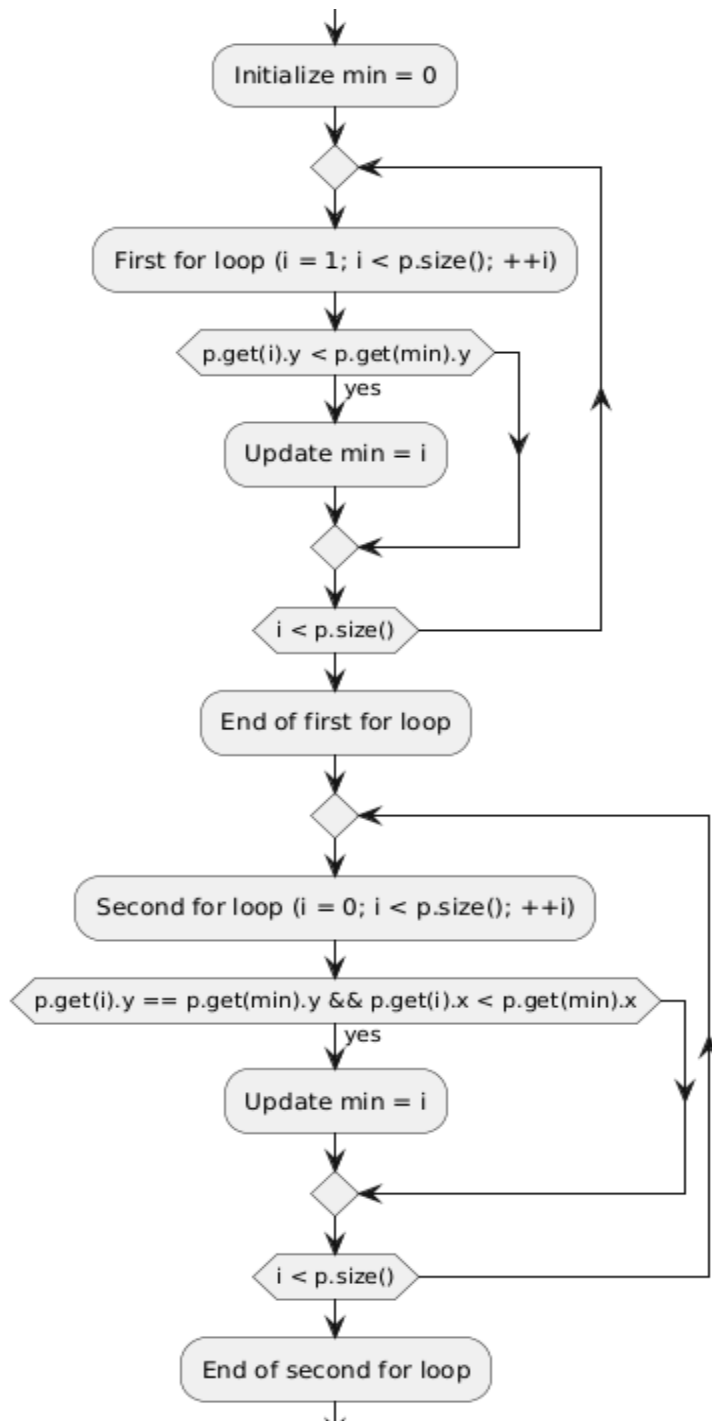 Initialize min = 0
First for loop (i = 1; i < p.size(); ++i)
p.get(i).y < p.get(min).y
yes
Update min = i
i < p.size()
End of first for loop
Second for loop (i = 0; i < p.size(); ++i)
p.get(i).y == p.get(min).y && p.get(i).x < p.get(min).x
yes
Update min = i
i < p.size()
End of second for loop